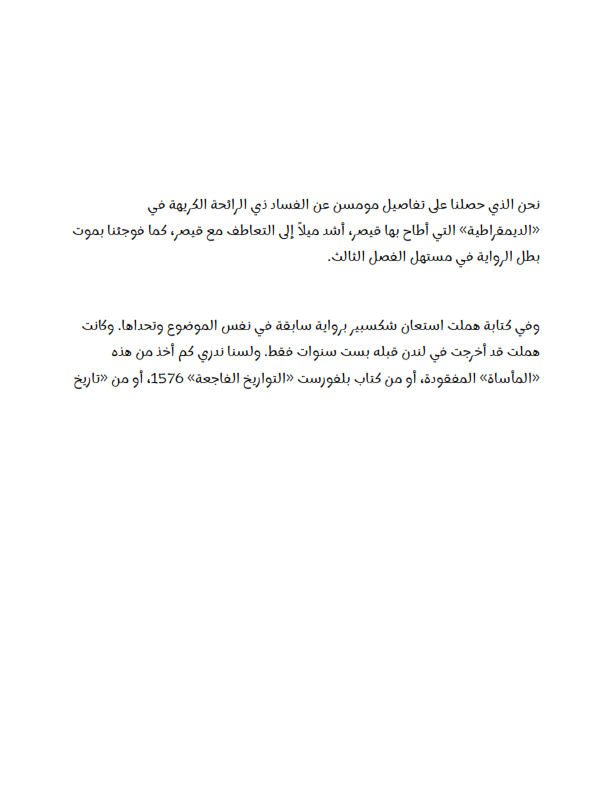 نحن الذي حصلنا على تفاصيل مومسن عن الفساد ذي الرائحة الكريهة في
«الديمقراطية» التي أطاح بها قيصر، أشد ميلاً إلى التعاطف مع قيصر، كما فوجئنا بموت
بطل الرواية في مستهل الفصل الثالث.
وفي كتابة هملت استعان شكسبير برواية سابقة في نفس الموضوع وتحداها. وكانت
هملت قد أخرجت في لندن قبله بست سنوات فقط. ولسنا ندري كم أخذ من هذه
«المأساة» المفقودة، أو من كتاب بلفورست «التواريخ الفاجعة» 1576، أو من «تاريخ